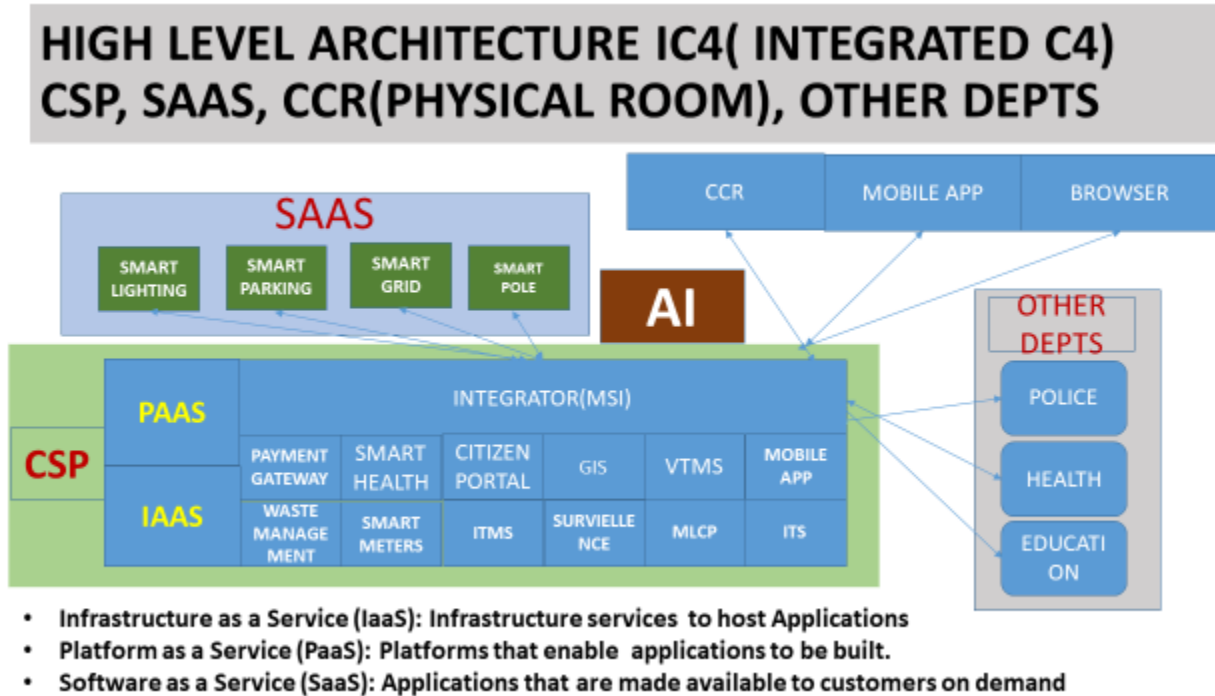 HIGH LEVEL ARCHITECTURE IC4( INTEGRATED C4)
CSP, SAAS, CCR(PHYSICAL ROOM), OTHER DEPTS
CCR
MOBILE APP
BROWSER
SAAS
SMART
LIGHTING
SMART
PARKING
SMART
GRID
SMART
POLE
AI
OTHER
DEPTS
POLICE
HEALTH
EDUCATI
ON
CSP
PAAS
IAAS
INTEGRATOR(MSI)
PAYMENT
GATEWAY
SMART
HEALTH
CITIZEN
PORTAL
GIS
VTMS
MOBILE
APP
WASTE
MANAGE
MENT
SMART
METERS
ITMS
SURVIELLE
NCE
MLCP
ITS
• Infrastructure as a Service (IaaS): Infrastructure services to host Applications
• Platform as a Service (PaaS): Platforms that enable applications to be built.
• Software as a Service (SaaS): Applications that are made available to customers on demand